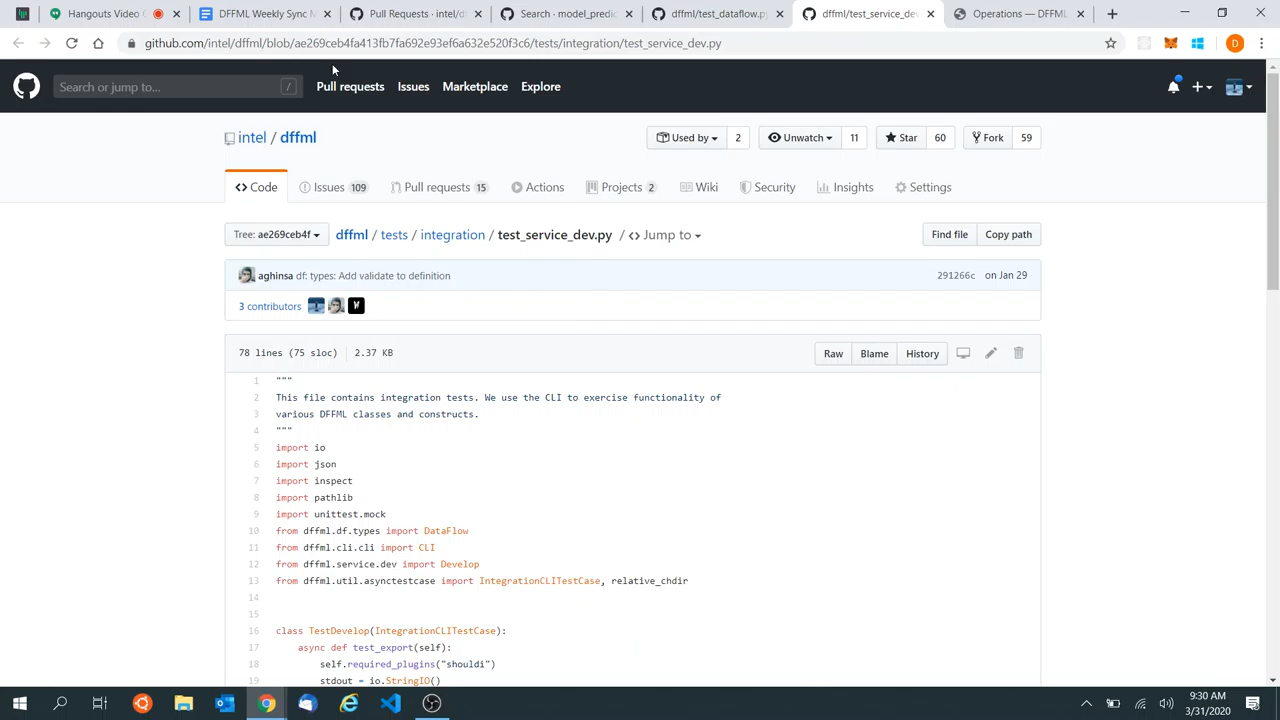 Hangouts Video C
DFFML Weekly Sync M
Pull Requests · intel/d
Search · model_predic
dffml/test_dataflow.py
dffml/test_service_dev
Operations — DFFML
github.com/intel/dffml/blob/ae269ceb4fa413fb7fa692e93ef6a632e520f3c6/tests/integration/test_service_dev.py
D
Search or jump to...
/
Pull requests
Issues
Marketplace
Explore
intel / dffml
Used by 2
Unwatch 11
Star 60
Fork 59
Code
Issues 109
Pull requests 15
Actions
Projects 2
Wiki
Security
Insights
Settings
Tree: ae269ceb4f
dffml / tests / integration / test_service_dev.py / <> Jump to
Find file
Copy path
aghinsa df: types: Add validate to definition
291266c on Jan 29
3 contributors
78 lines (75 sloc) 2.37 KB
Raw
Blame
History
1 """
2 This file contains integration tests. We use the CLI to exercise functionality of
3 various DFFML classes and constructs.
4 """
5 import io
6 import json
7 import inspect
8 import pathlib
9 import unittest.mock
10 from dffml.df.types import DataFlow
11 from dffml.cli.cli import CLI
12 from dffml.service.dev import Develop
13 from dffml.util.asynctestcase import IntegrationCLITestCase, relative_chdir
14
15
16 class TestDevelop(IntegrationCLITestCase):
17 async def test_export(self):
18 self.required_plugins("shouldi")
19 stdout = io.StringIO()
9:30 AM
3/31/2020